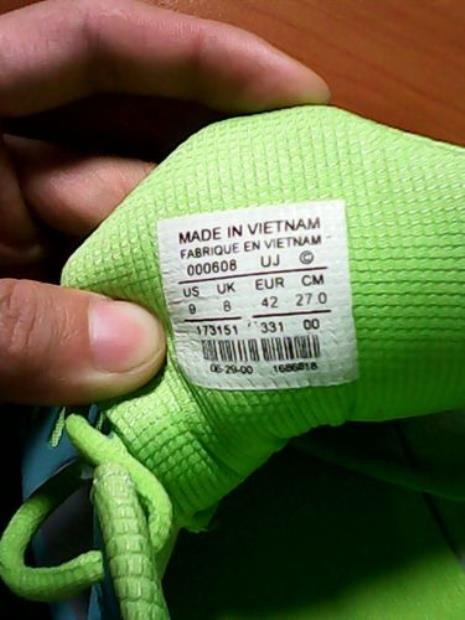 MADE IN VIETNAM
FABRIQUE EN VIETNAM
000608 UJ ©
US UK EUR CM
9 8 42 27.0
173151 331 00
06-29-00 1686818